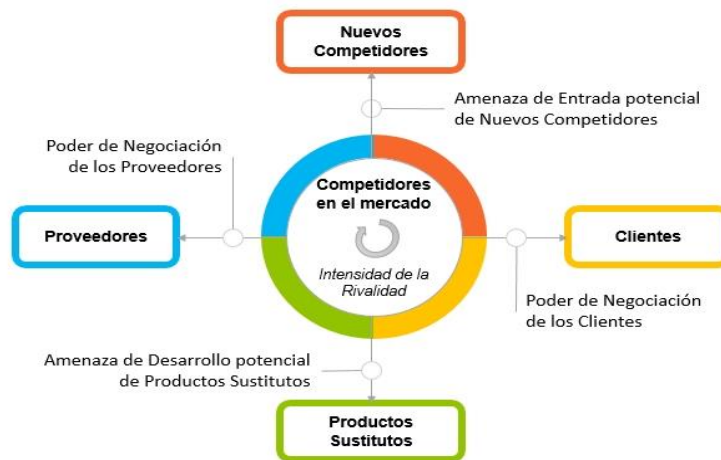 Nuevos
Competidores
Amenaza de Entrada potencial
de Nuevos Competidores
Poder de Negociación
de los Proveedores
Competidores
en el mercado
Proveedores
Clientes
Intensidad de la
Rivalidad
Poder de Negociación
de los Clientes
Amenaza de Desarrollo potencial
de Productos Sustitutos
Productos
Sustitutos